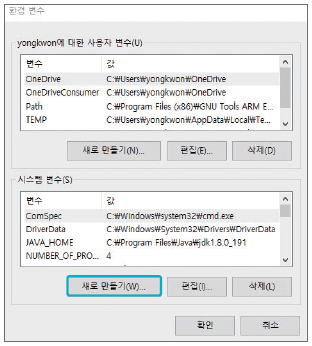 환경 변수
yongkwon에 대한 사용자 변수(U)
변수 값
OneDrive C:₩Users₩yongkwon₩OneDrive
OneDriveConsumer C:₩Users₩yongkwon₩OneDrive
Path C:₩Program Files (x86)₩GNU Tools ARM E...
TEMP C:₩Users₩yongkwon₩AppData₩Local₩Te...
새로 만들기(N)... 편집(E)... 삭제(D)
시스템 변수(S)
변수 값
ComSpec C:₩Windows₩system32₩cmd.exe
DriverData C:₩Windows₩System32₩Drivers₩DriverData
JAVA_HOME C:₩Program Files₩Java₩jdk1.8.0_191
NUMBER_OF_PRO... 4
새로 만들기(W)... 편집(I)... 삭제(L)
확인 취소